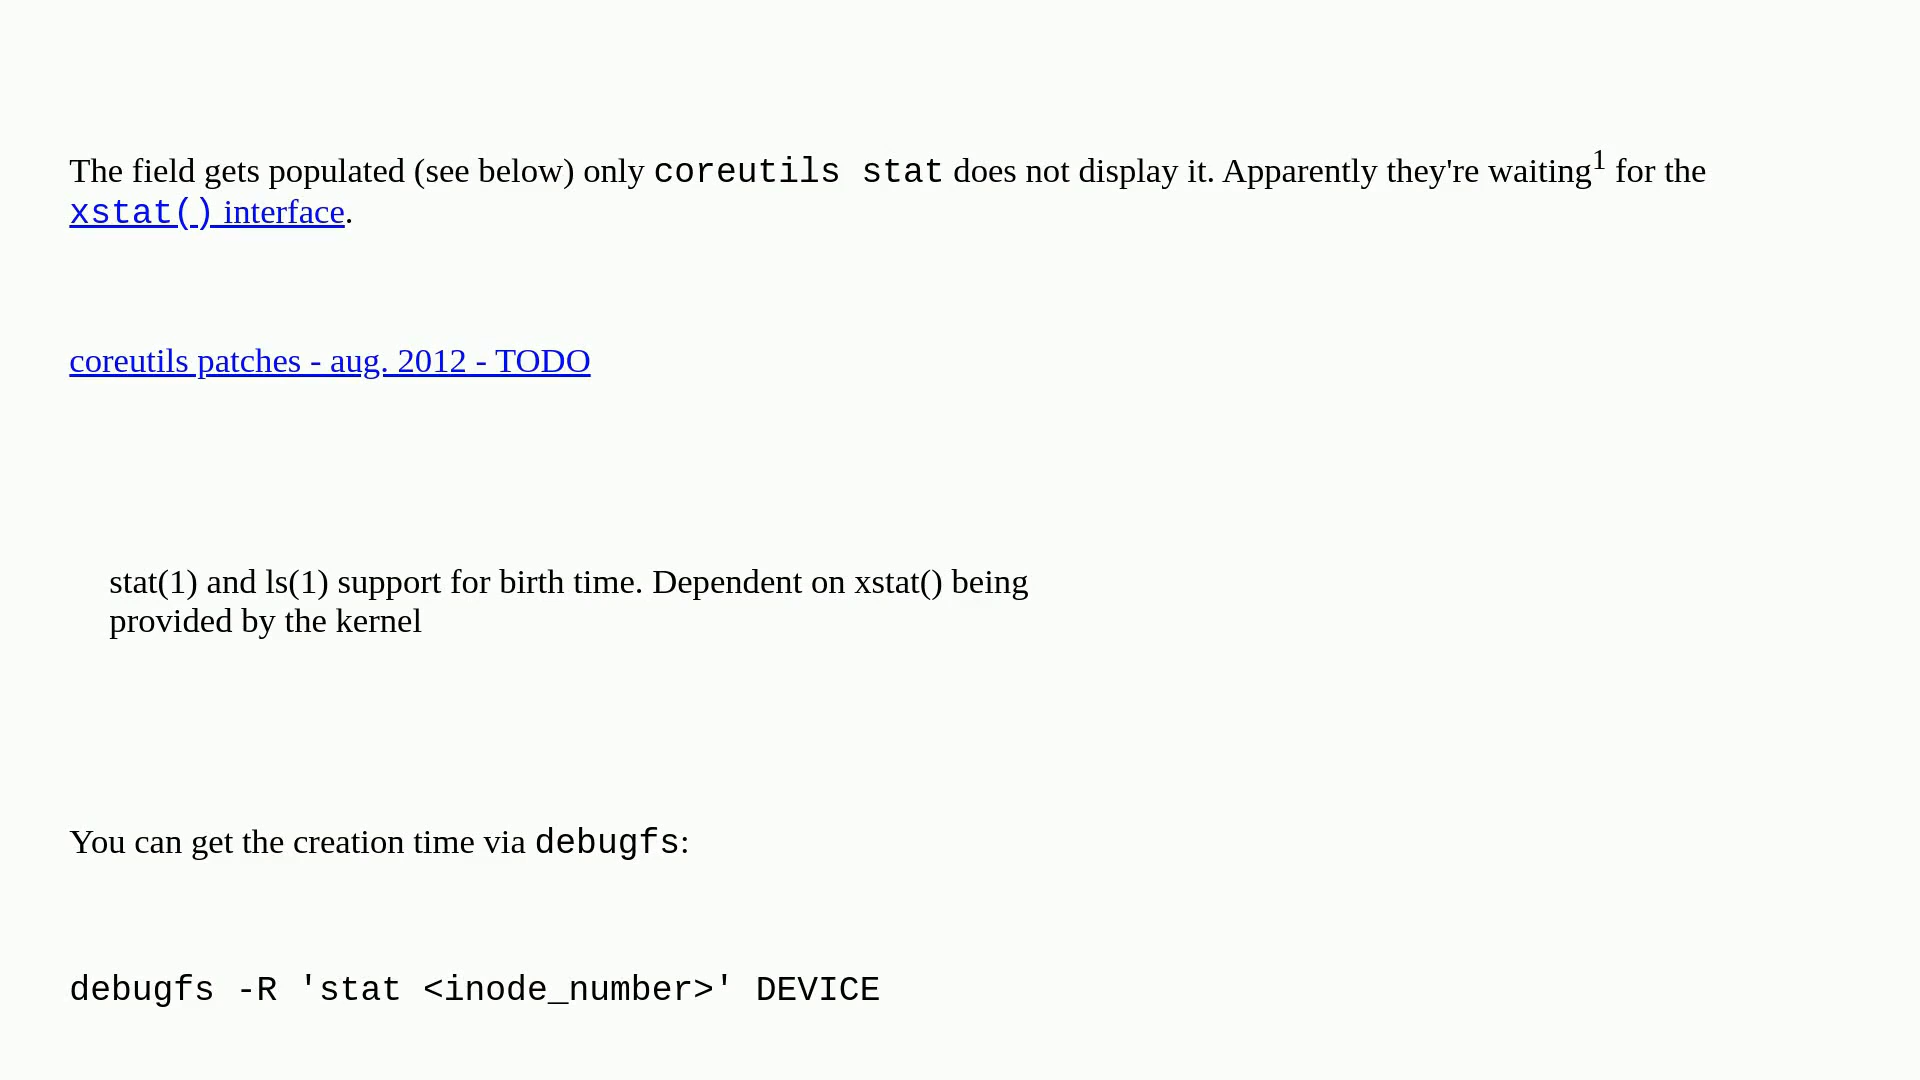 The field gets populated (see below) only coreutils stat does not display it. Apparently they're waiting1 for the
xstat() interface.
coreutils patches - aug. 2012 - TODO
stat(1) and ls(1) support for birth time. Dependent on xstat() being
provided by the kernel
You can get the creation time via debugfs:
debugfs -R 'stat <inode_number>' DEVICE